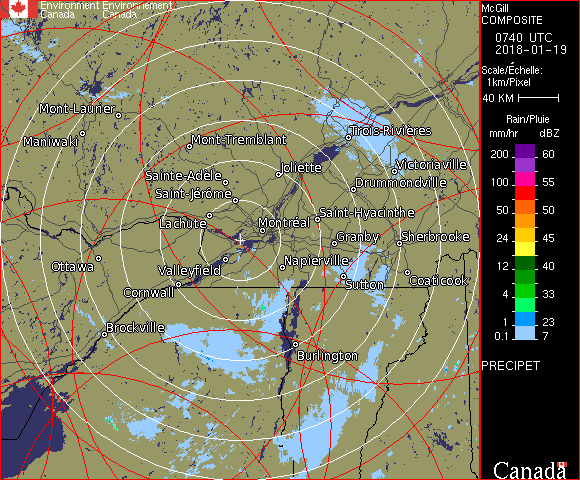 Environment Environnement
Canada Canada
McGill
COMPOSITE
0740 UTC
2018-01-19
Scale/Échelle:
1km/Pixel
40 KM
Rain/Pluie
mm/hr dBZ
200 60
100 55
50 50
24 45
12 40
4 33
1 23
0.1 7
PRECIPET
Canada
Mont-Laurier
Maniwaki
Mont-Tremblant
Trois-Rivières
Joliette
Victoriaville
Sainte-Adèle
Drummondville
Saint-Jérôme
Lachute
Saint-Hyacinthe
Montréal
Granby
Sherbrooke
Ottawa
Valleyfield
Napierville
Coaticook
Cornwall
Sutton
Brockville
Burlington